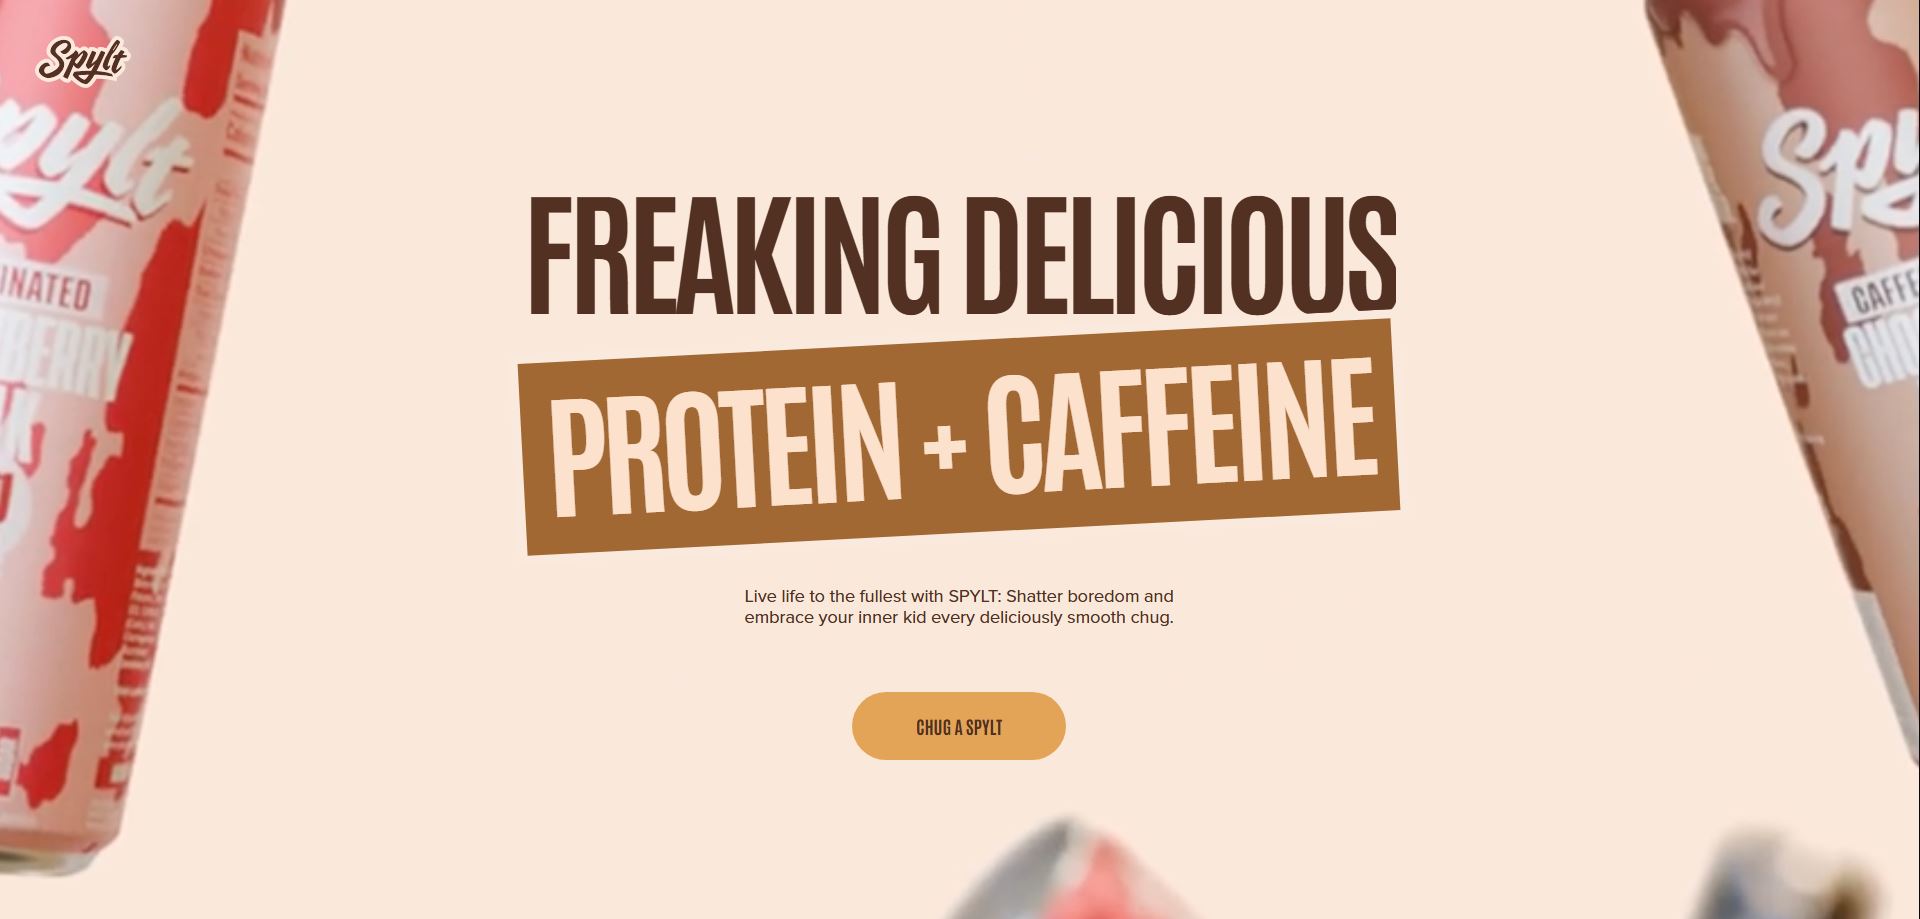 Spylt
FREAKING DELICIOUS
PROTEIN + CAFFEINE
Live life to the fullest with SPYLT: Shatter boredom and
embrace your inner kid every deliciously smooth chug.
CHUG A SPYLT